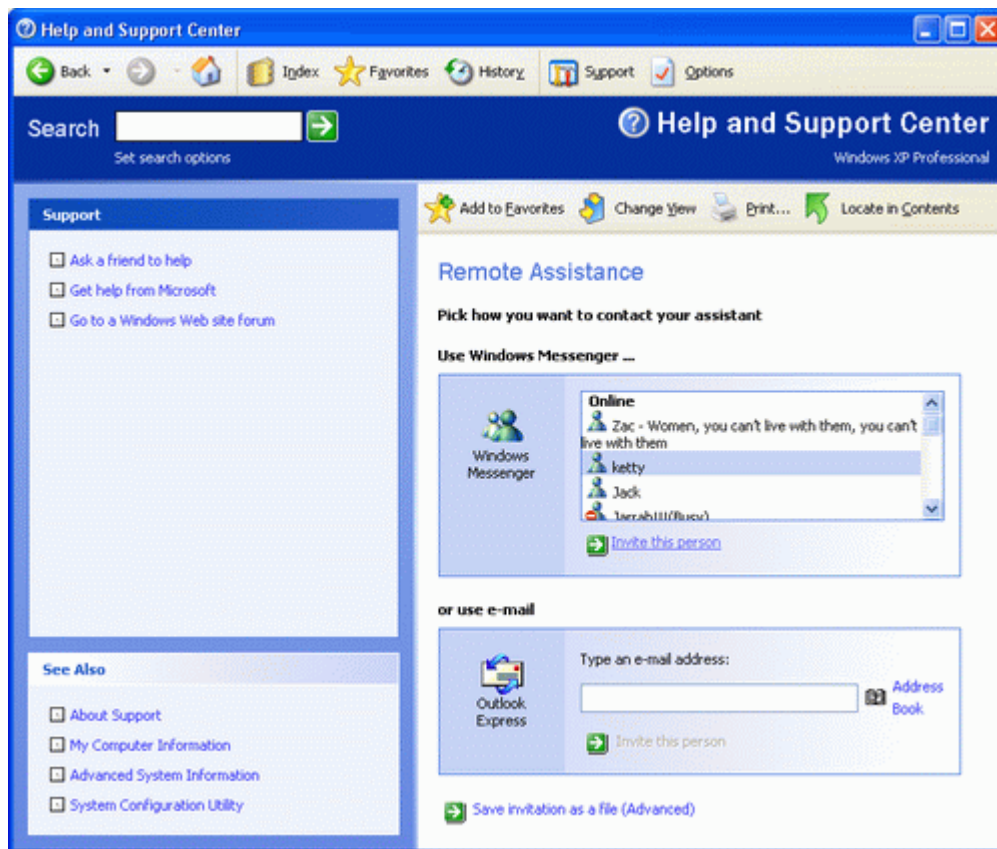 Help and Support Center
Back
Index
Favorites
History
Support
Options
Search
Set search options
Help and Support Center
Windows XP Professional
Support
Ask a friend to help
Get help from Microsoft
Go to a Windows Web site forum
See Also
About Support
My Computer Information
Advanced System Information
System Configuration Utility
Add to Favorites
Change View
Print...
Locate in Contents
Remote Assistance
Pick how you want to contact your assistant
Use Windows Messenger ...
Windows
Messenger
Online
Zac - Women, you can't live with them, you can't
live with them
ketty
Jack
(Busy)
Invite this person
or use e-mail
Outlook
Express
Type an e-mail address:
Address
Book
Invite this person
Save invitation as a file (Advanced)